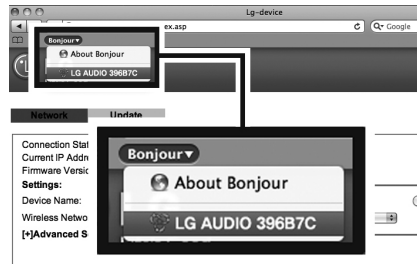 Lg-device
ex.asp
Google
Bonjour▾
About Bonjour
LG AUDIO 396B7C
Network Update
Connection Stat
Current IP Addr
Firmware Versic
Settings:
Device Name:
Wireless Netwo
[+]Advanced S
Bonjour▾
About Bonjour
LG AUDIO 396B7C